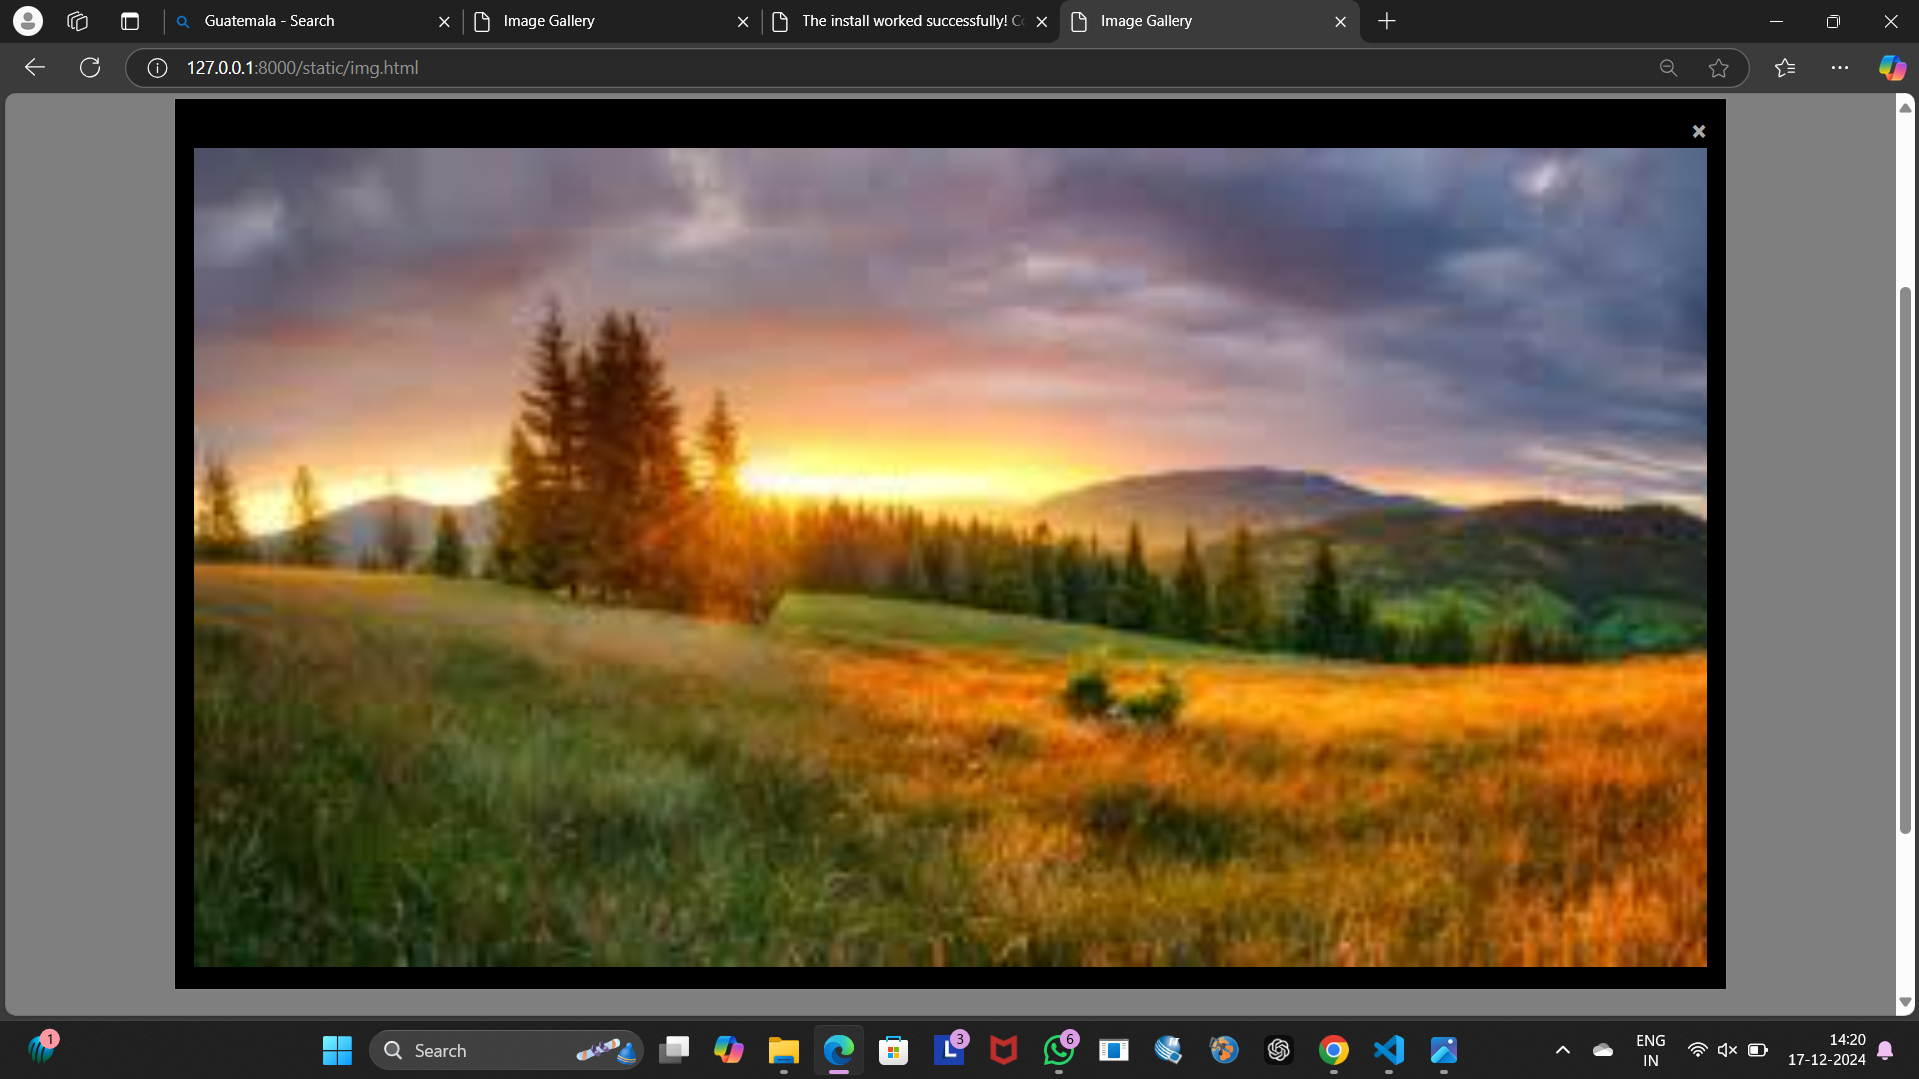 Guatemala - Search
Image Gallery
The install worked successfully! Co
Image Gallery
127.0.0.1:8000/static/img.html
1
Search
L
3
6
ENG
IN
14:20
17-12-2024